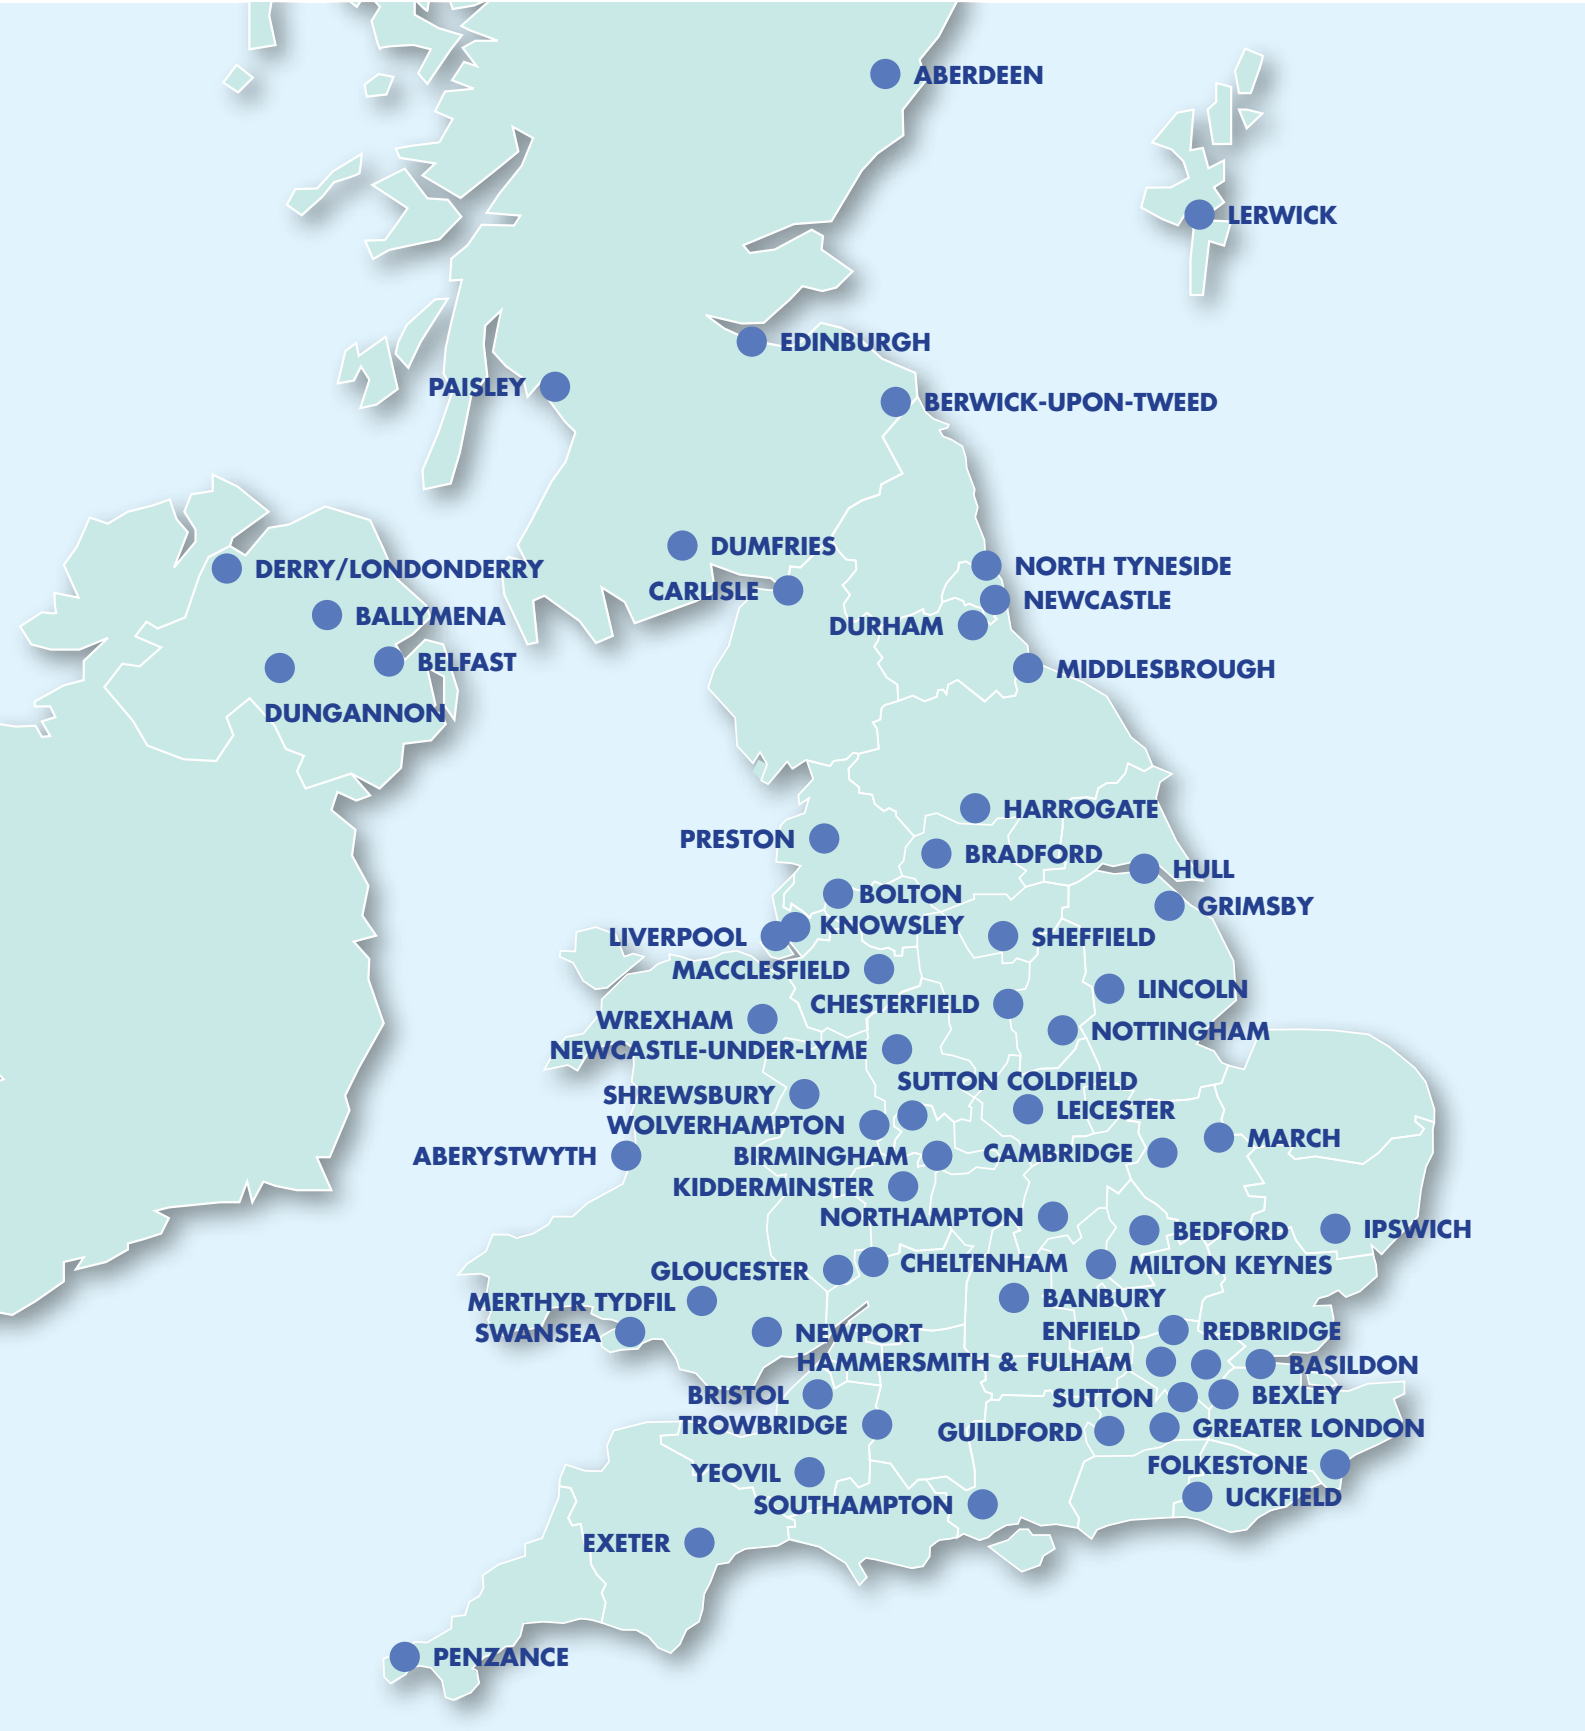 ABERDEEN
LERWICK
EDINBURGH
PAISLEY
BERWICK-UPON-TWEED
DUMFRIES
NORTH TYNESIDE
DERRY/LONDONDERRY
CARLISLE
NEWCASTLE
BALLYMENA
DURHAM
BELFAST
MIDDLESBROUGH
DUNGANNON
HARROGATE
PRESTON
BRADFORD
HULL
BOLTON
GRIMSBY
KNOWSLEY
LIVERPOOL
SHEFFIELD
MACCLESFIELD
LINCOLN
CHESTERFIELD
WREXHAM
NOTTINGHAM
NEWCASTLE-UNDER-LYME
SUTTON COLDFIELD
SHREWSBURY
LEICESTER
WOLVERHAMPTON
MARCH
CAMBRIDGE
ABERYSTWYTH
BIRMINGHAM
KIDDERMINSTER
NORTHAMPTON
BEDFORD
IPSWICH
CHELTENHAM
MILTON KEYNES
GLOUCESTER
BANBURY
MERTHYR TYDFIL
SWANSEA
NEWPORT
ENFIELD
REDBRIDGE
HAMMERSMITH & FULHAM
BASILDON
BRISTOL
SUTTON
BEXLEY
TROWBRIDGE
GUILDFORD
GREATER LONDON
FOLKESTONE
YEOVIL
UCKFIELD
SOUTHAMPTON
EXETER
PENZANCE